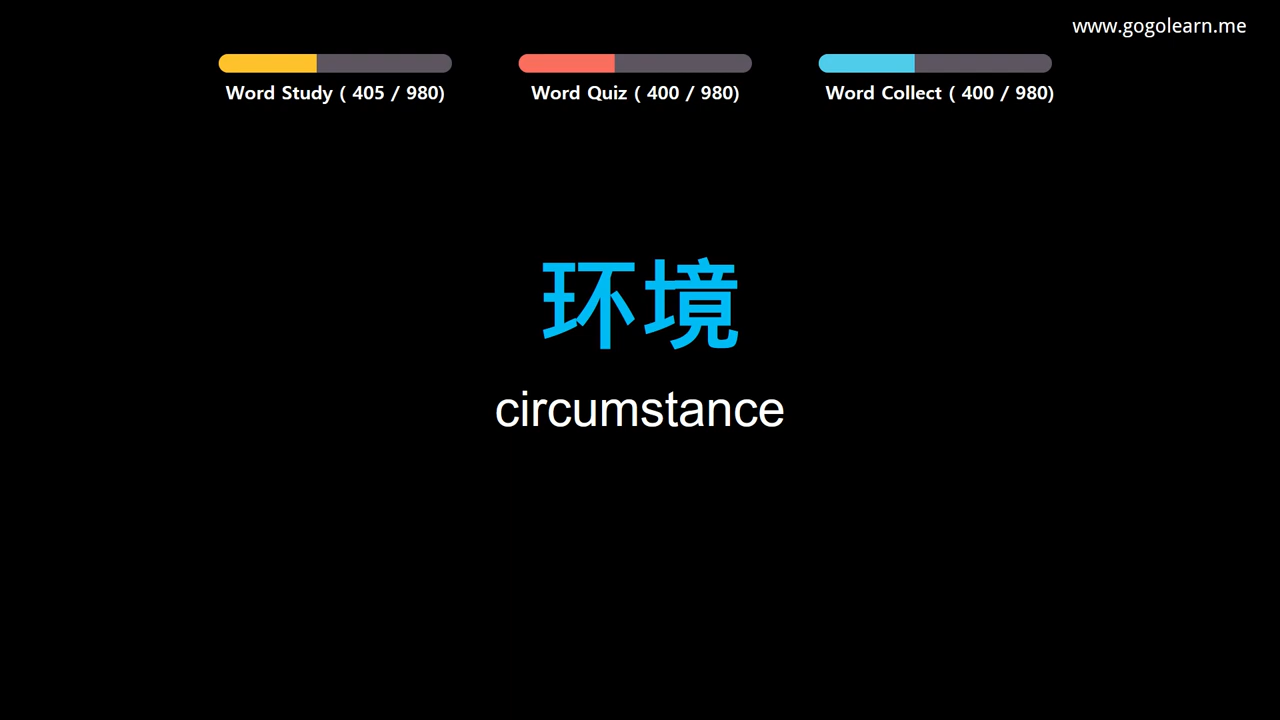 www.gogolearn.me
Word Study ( 405 / 980)
Word Quiz ( 400 / 980)
Word Collect ( 400 / 980)
环境
circumstance